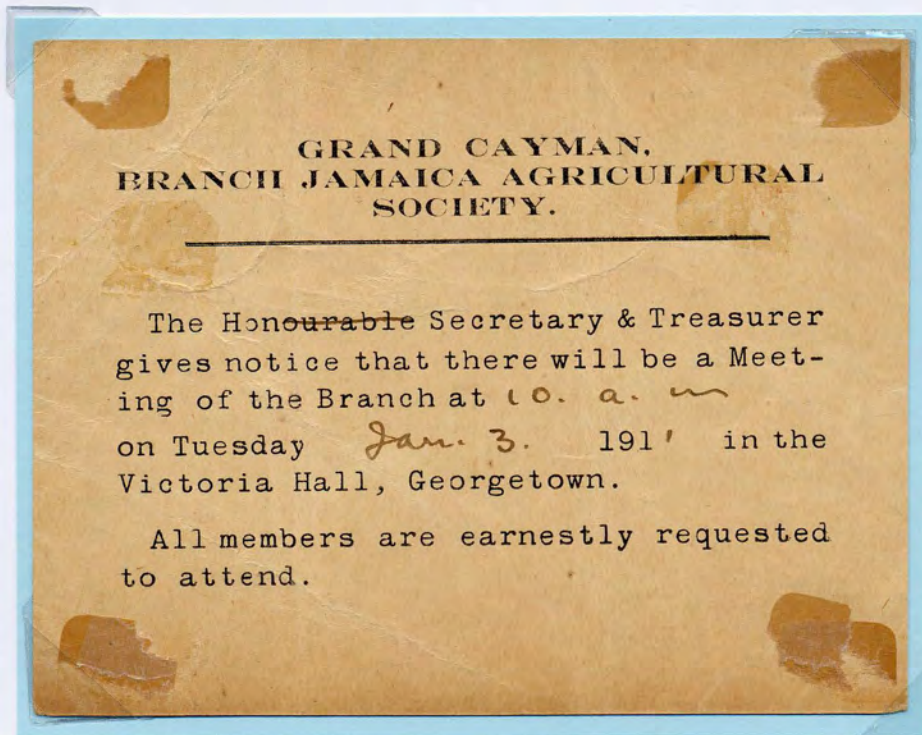 GRAND CAYMAN.
BRANCH JAMAICA AGRICULTURAL
SOCIETY.
The Honourable Secretary & Treasurer
gives notice that there will be a Meet-
ing of the Branch at 10. a. m
on Tuesday Jan. 3. 1911 in the
Victoria Hall, Georgetown.
All members are earnestly requested
to attend.